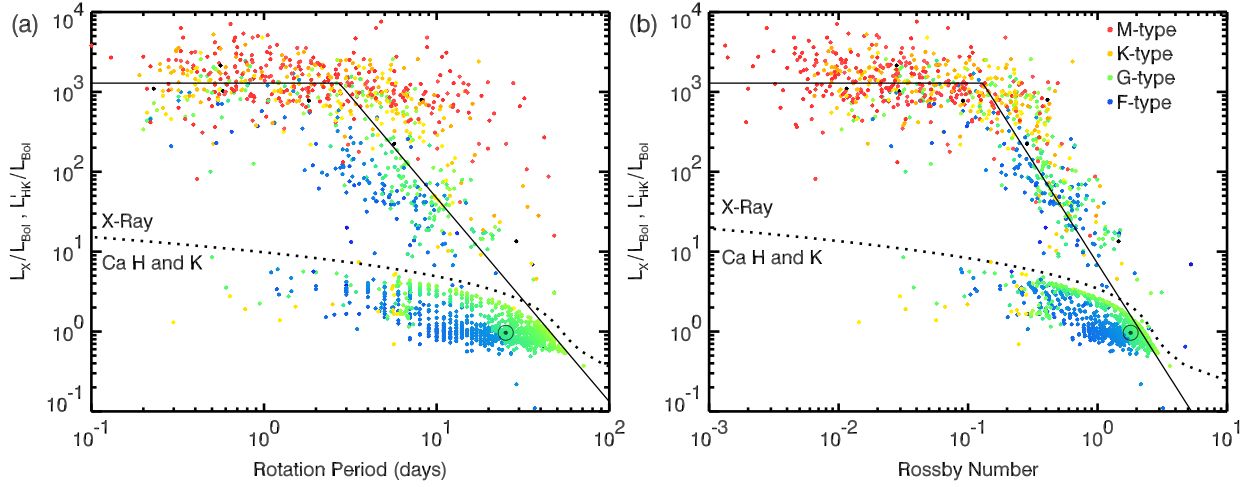 (a)
10^4
10^3
10^2
10^1
10^0
10^-1
L_X/L_Bol , L'_HK/L_Bol
X-Ray
Ca H and K
10^-1
10^0
10^1
10^2
Rotation Period (days)
(b)
M-type
K-type
G-type
F-type
10^4
10^3
10^2
10^1
10^0
10^-1
L_X/L_Bol , L'_HK/L_Bol
X-Ray
Ca H and K
10^-3
10^-2
10^-1
10^0
10^1
Rossby Number